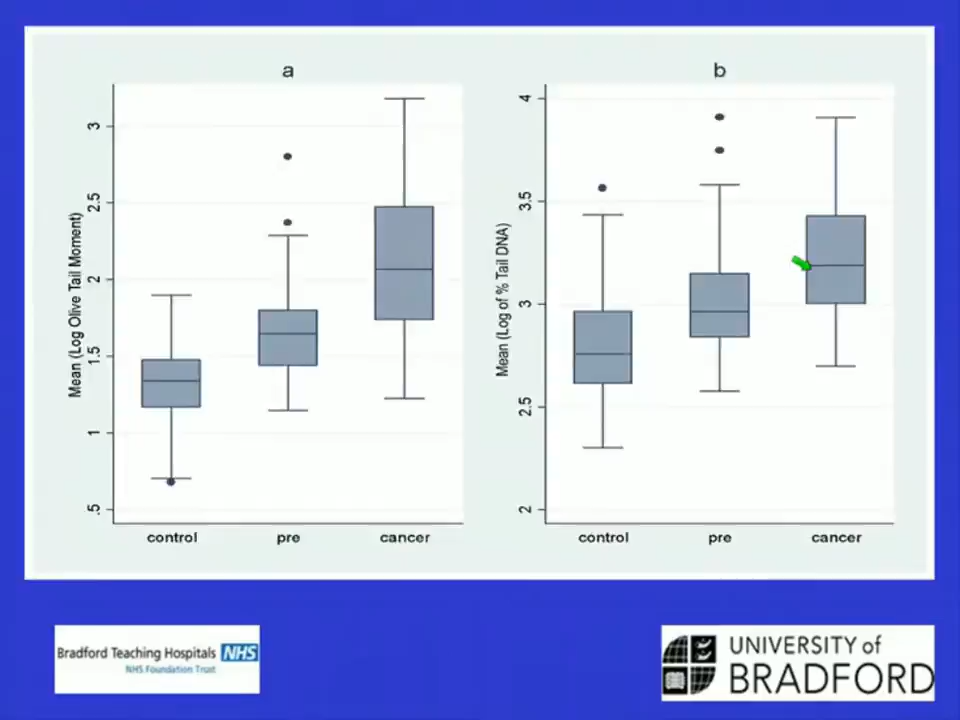 a
b
Mean (Log Olive Tail Moment)
3
2.5
2
1.5
1
.5
control
pre
cancer
Mean (Log of % Tail DNA)
4
3.5
3
2.5
2
control
pre
cancer
Bradford Teaching Hospitals NHS
NHS Foundation Trust
UNIVERSITY of
BRADFORD